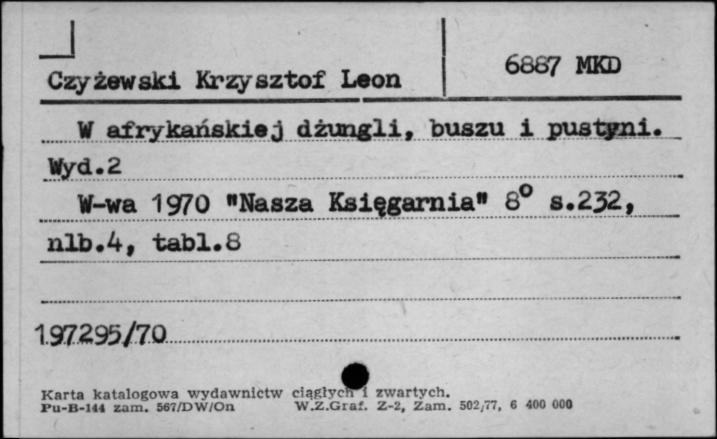 Czyżewski Krzysztof Leon
6887 MKD
W afrykańskiej dżungli, buszu i pustyni.
Wyd.2
W-wa 1970 "Nasza Księgarnia" 8° s.232,
nlb.4, tabl.8
197295/70
Karta katalogowa wydawnictw ciągłych i zwartych.
Pu-B-144 zam. 567/DW/On W.Z.Graf. Z-2, Zam. 502/77, 6 400 000